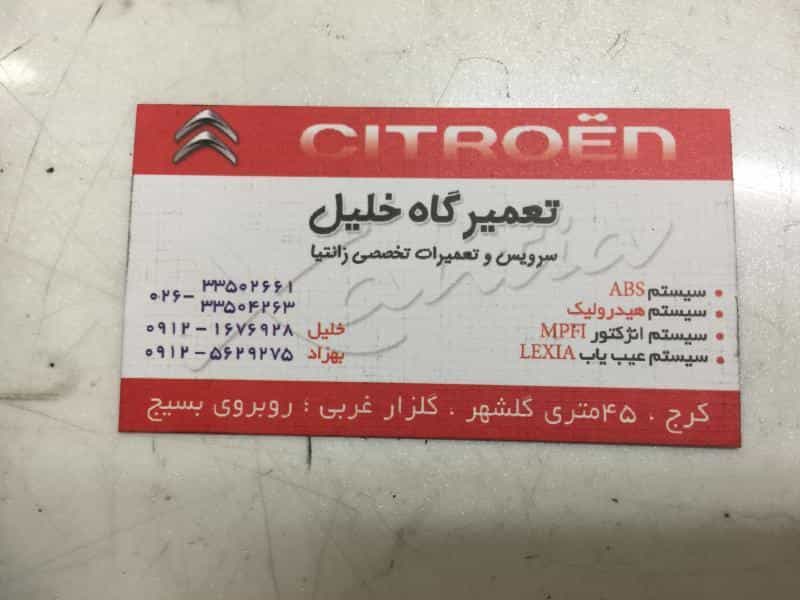 CITROËN
تعمیرگاه خلیل
سرویس و تعمیرات تخصصی زانتیا
Xantia
• سیستم ABS
• سیستم هیدرولیک
• سیستم انژکتور MPFI
• سیستم عیب یاب LEXIA
۰۲۶- ۳۳۵۰۲۶۶۱
۳۳۵۰۴۲۶۳
خلیل ۰۹۱۲ - ۱۶۷۶۹۲۸
بهزاد ۰۹۱۲ - ۵۶۲۹۲۷۵
کرج ، ۴۵متری گلشهر ، گلزار غربی ؛ روبروی بسیج